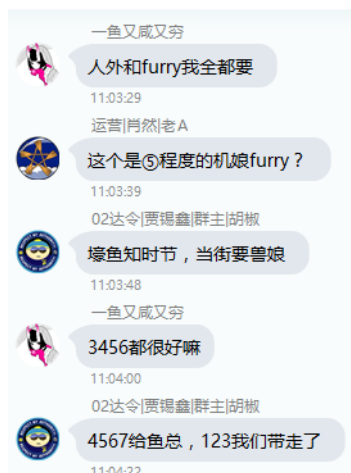 一鱼又咸又穷
人外和furry我全都要
11:03:29
运营|肖然|老A
这个是⑤程度的机娘furry？
11:03:39
02达令|贾锡鑫|群主|胡椒
壕鱼知时节，当街要兽娘
11:03:48
一鱼又咸又穷
3456都很好嘛
11:04:00
02达令|贾锡鑫|群主|胡椒
4567给鱼总，123我们带走了
11:04:22